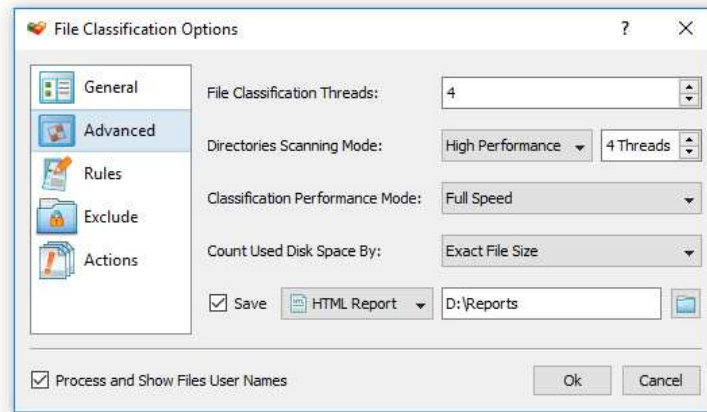 File Classification Options
General
Advanced
Rules
Exclude
Actions
File Classification Threads: 4
Directories Scanning Mode: High Performance 4 Threads
Classification Performance Mode: Full Speed
Count Used Disk Space By: Exact File Size
Save HTML Report D:\Reports
Process and Show Files User Names Ok Cancel